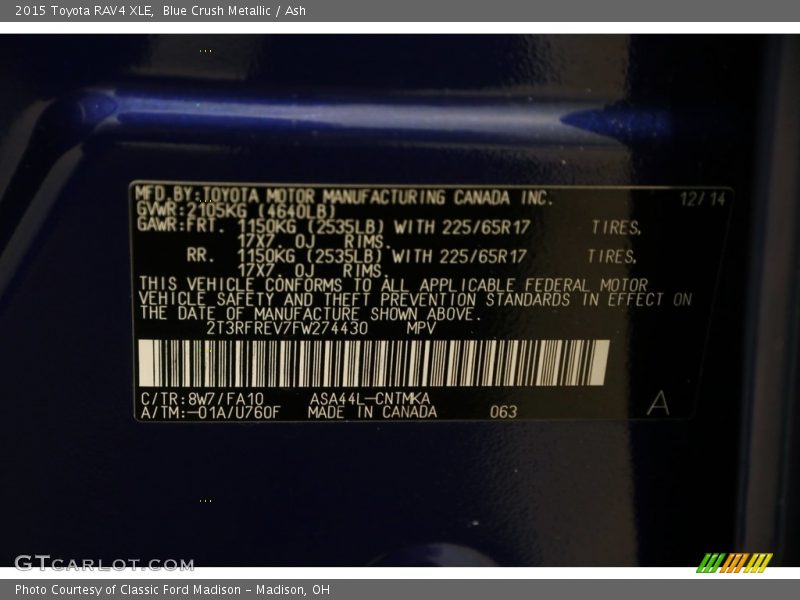 2015 Toyota RAV4 XLE, Blue Crush Metallic / Ash
MFD.BY:TOYOTA MOTOR MANUFACTURING CANADA INC. 12/14
GVWR:2105KG (4640LB)
GAWR:FRT. 1150KG (2535LB) WITH 225/65R17 TIRES,
17X7. 0J RIMS.
RR. 1150KG (2535LB) WITH 225/65R17 TIRES,
17X7. 0J RIMS.
THIS VEHICLE CONFORMS TO ALL APPLICABLE FEDERAL MOTOR
VEHICLE SAFETY AND THEFT PREVENTION STANDARDS IN EFFECT ON
THE DATE OF MANUFACTURE SHOWN ABOVE.
2T3RFREV7FW274430 MPV
C/TR:8W7/FA10 ASA44L-CNTMKA
A/TM:-01A/U760F MADE IN CANADA 063 A
GTCARLOT.COM
Photo Courtesy of Classic Ford Madison - Madison, OH